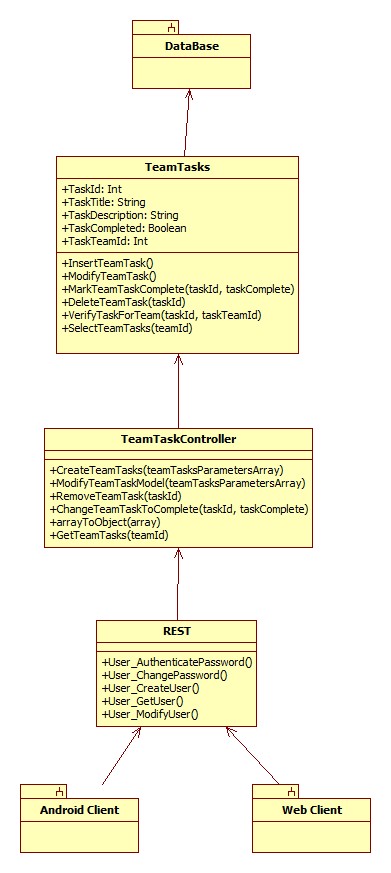 DataBase
TeamTasks
+TaskId: Int
+TaskTitle: String
+TaskDescription: String
+TaskCompleted: Boolean
+TaskTeamId: Int
+InsertTeamTask()
+ModifyTeamTask()
+MarkTeamTaskComplete(taskId, taskComplete)
+DeleteTeamTask(taskId)
+VerifyTaskForTeam(taskId, taskTeamId)
+SelectTeamTasks(teamId)
TeamTaskController
+CreateTeamTasks(teamTasksParametersArray)
+ModifyTeamTaskModel(teamTasksParametersArray)
+RemoveTeamTask(taskId)
+ChangeTeamTaskToComplete(taskId, taskComplete)
+arrayToObject(array)
+GetTeamTasks(teamId)
REST
+User_AuthenticatePassword()
+User_ChangePassword()
+User_CreateUser()
+User_GetUser()
+User_ModifyUser()
Android Client
Web Client